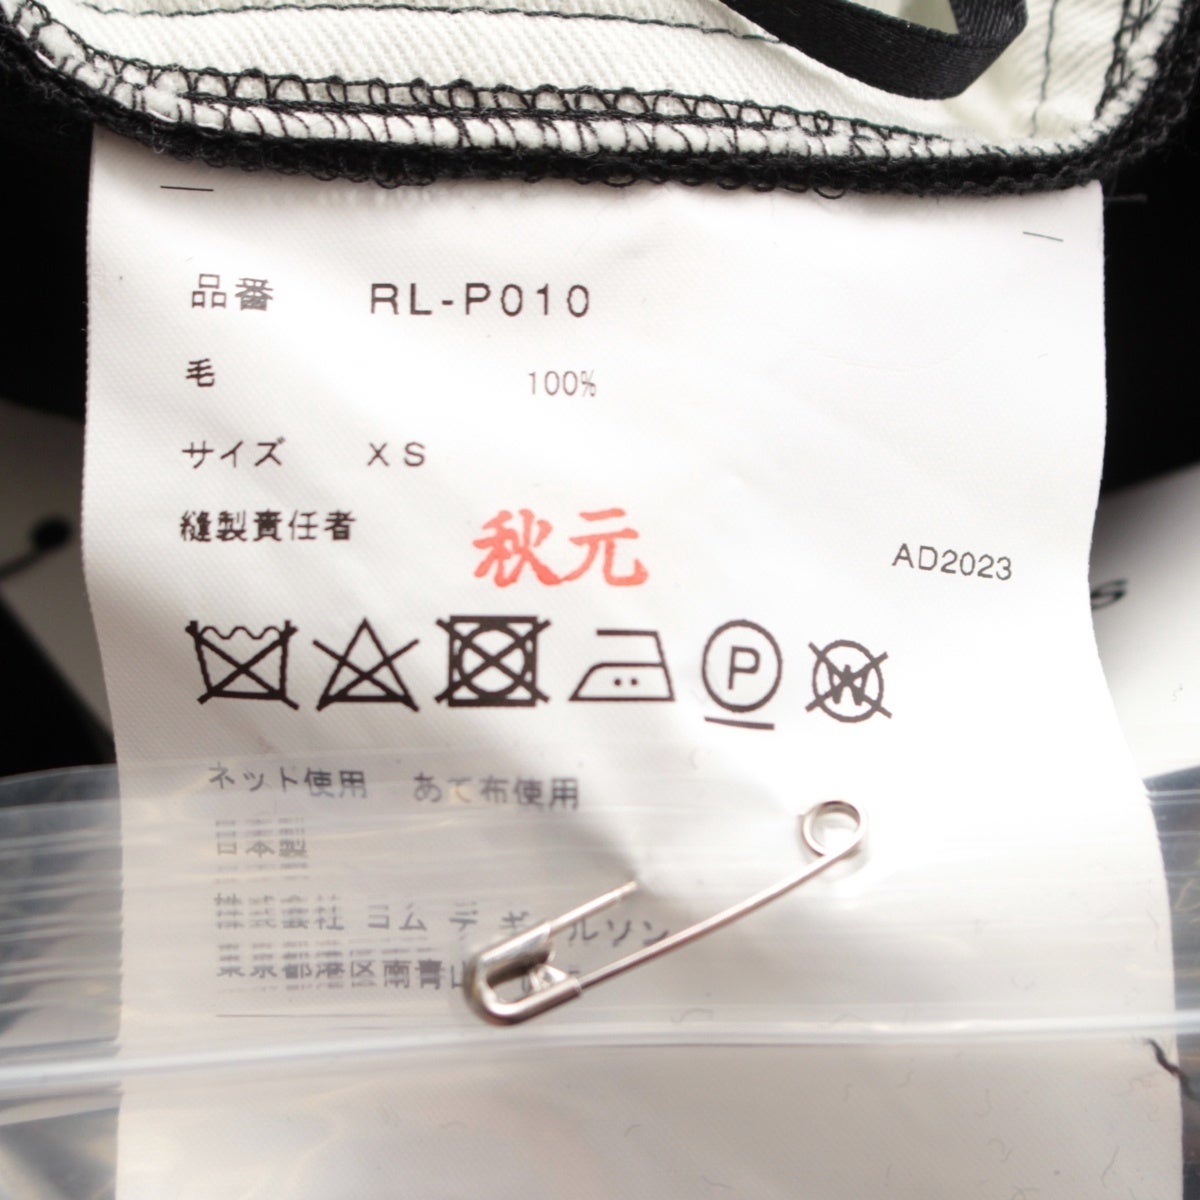 品番 RL-P010
毛 100%
サイズ XS
縫製責任者 秋元
AD2023
P
W
ネット使用 あて布使用
日本製
株式会社 コム デ ギャルソン
東京都港区南青山